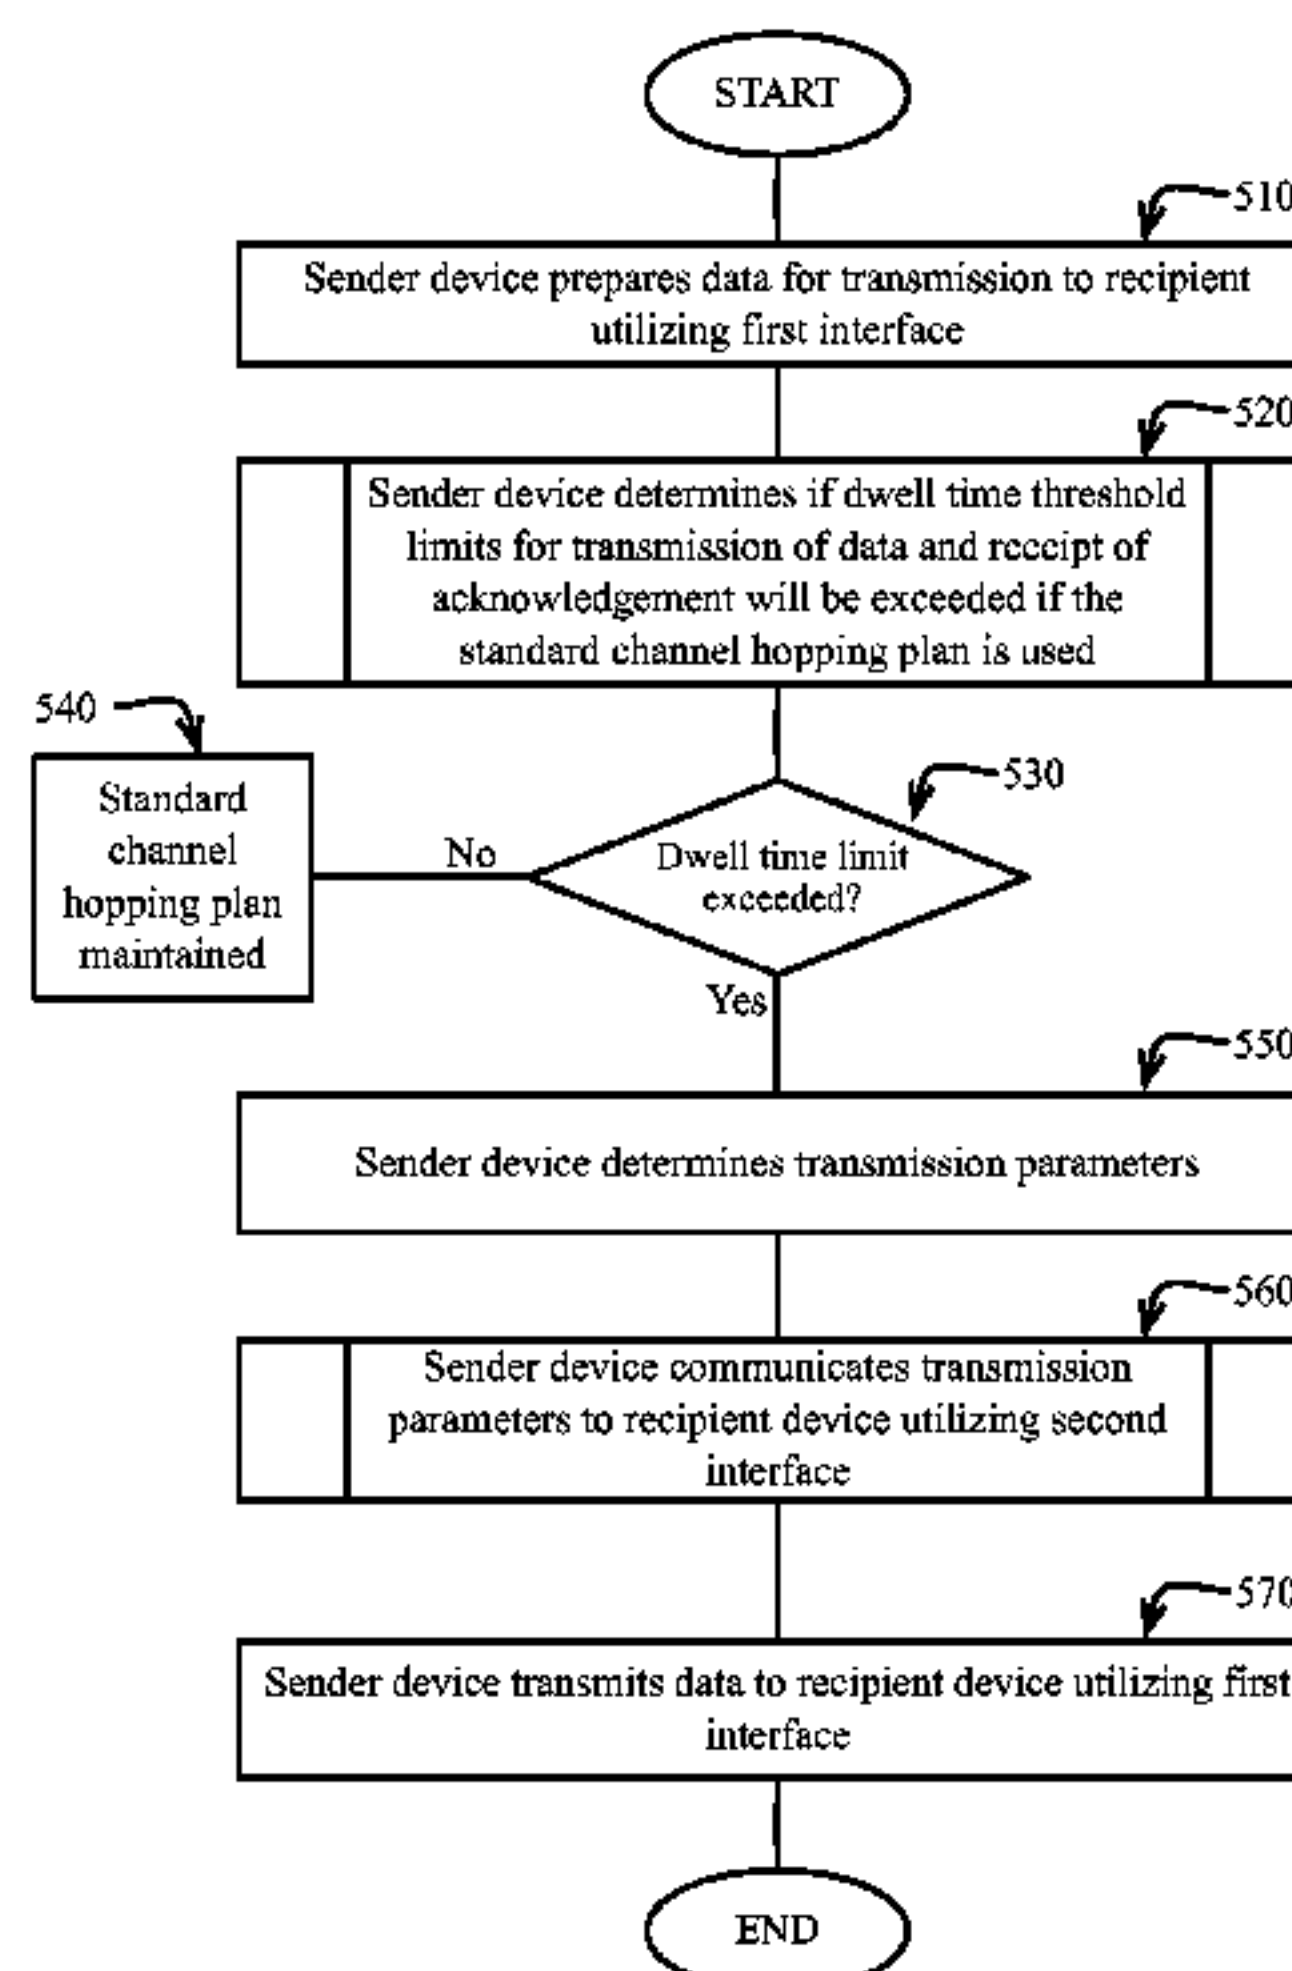 START
510
Sender device prepares data for transmission to recipient
utilizing first interface
520
Sender device determines if dwell time threshold
limits for transmission of data and receipt of
acknowledgement will be exceeded if the
standard channel hopping plan is used
540
Standard
channel
hopping plan
maintained
No
530
Dwell time limit
exceeded?
Yes
550
Sender device determines transmission parameters
560
Sender device communicates transmission
parameters to recipient device utilizing second
interface
570
Sender device transmits data to recipient device utilizing first
interface
END